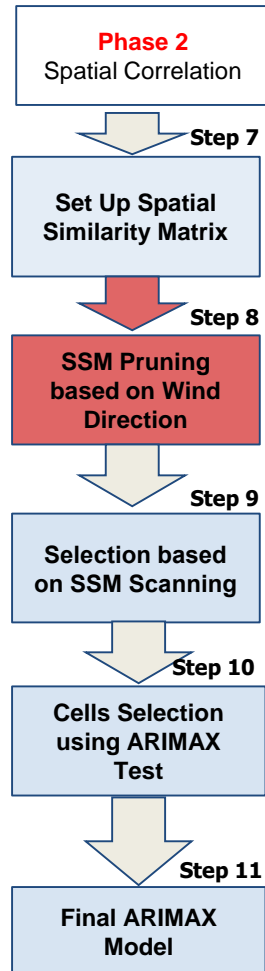 Phase 2
Spatial Correlation
Step 7
Set Up Spatial
Similarity Matrix
Step 8
SSM Pruning
based on Wind
Direction
Step 9
Selection based
on SSM Scanning
Step 10
Cells Selection
using ARIMAX
Test
Step 11
Final ARIMAX
Model